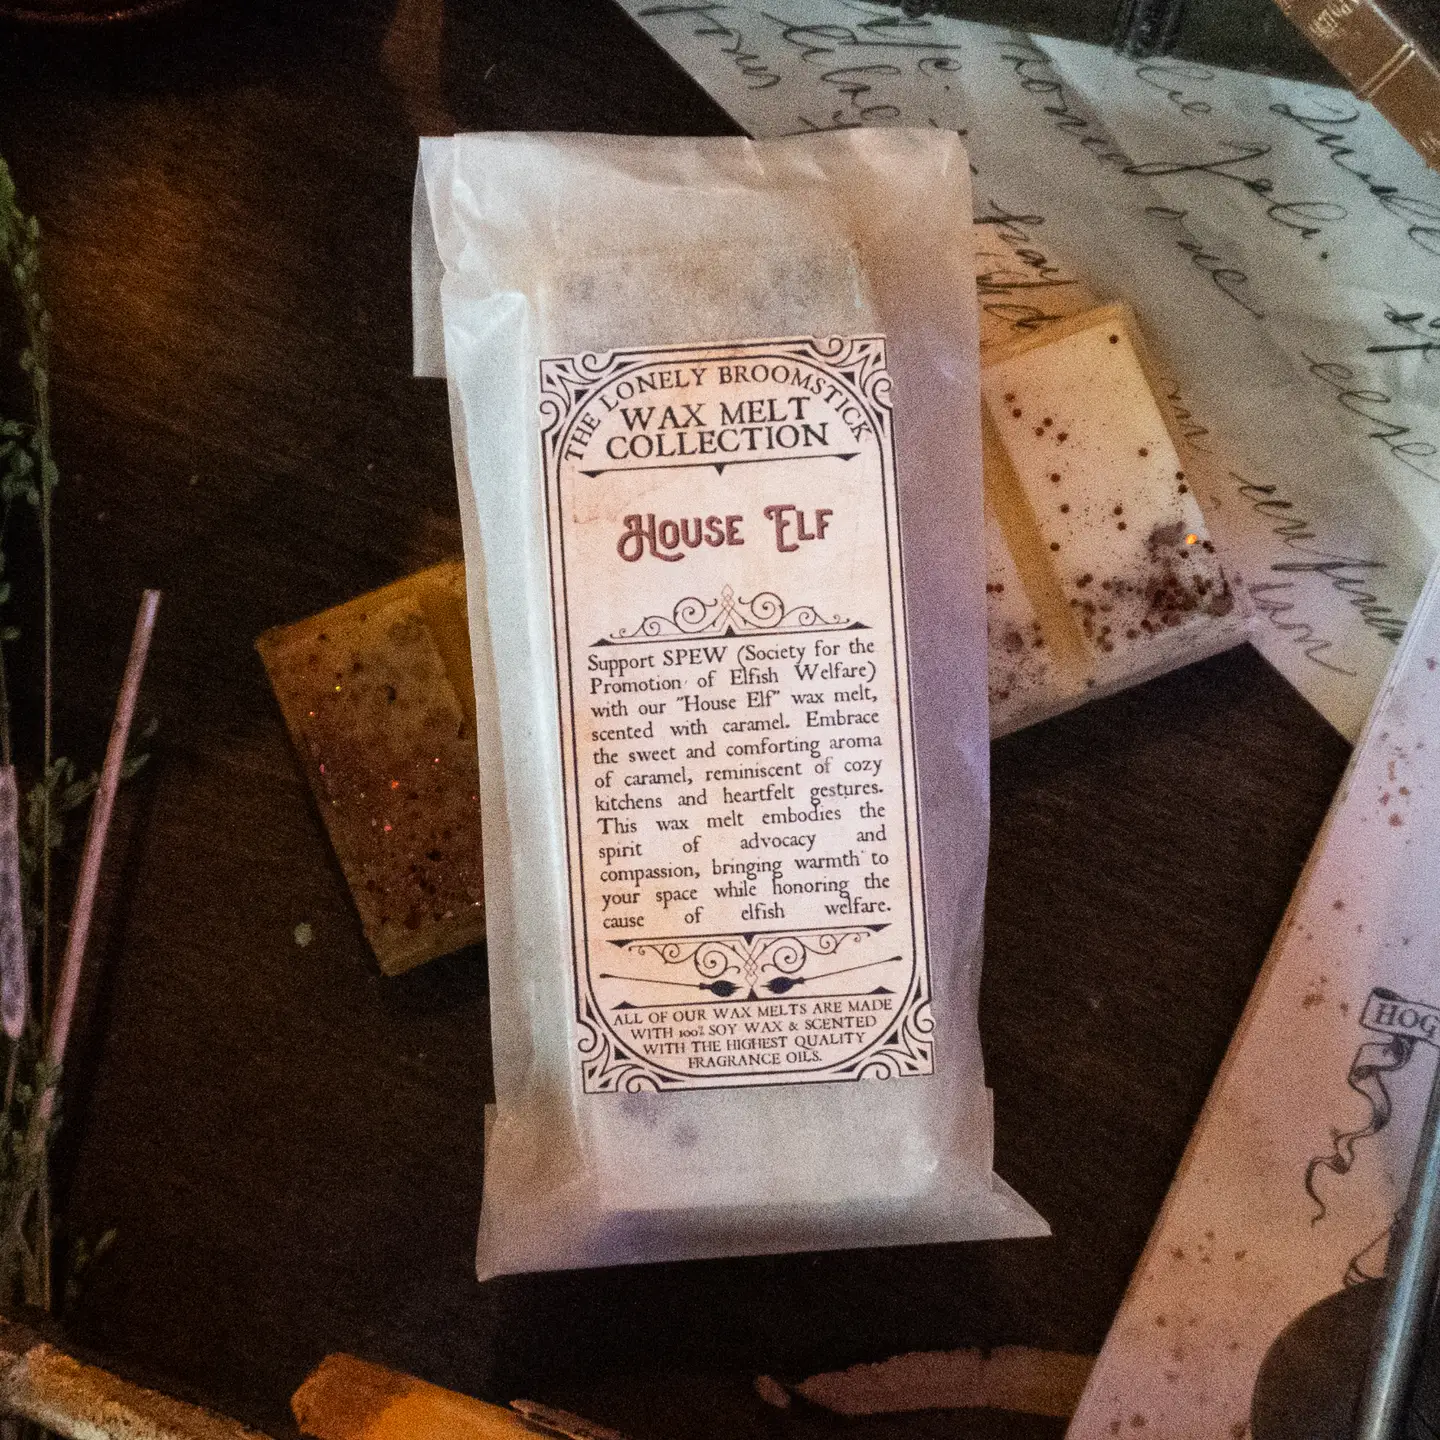 THE LONELY BROOMSTICK
WAX MELT
COLLECTION
HOUSE ELF
Support SPEW (Society for the
Promotion of Elfish Welfare)
with our "House Elf" wax melt,
scented with caramel. Embrace
the sweet and comforting aroma
of caramel, reminiscent of cozy
kitchens and heartfelt gestures.
This wax melt embodies the
spirit of advocacy and
compassion, bringing warmth to
your space while honoring the
cause of elfish welfare.
ALL OF OUR WAX MELTS ARE MADE
WITH 100% SOY WAX & SCENTED
WITH THE HIGHEST QUALITY
FRAGRANCE OILS.
HOG
else